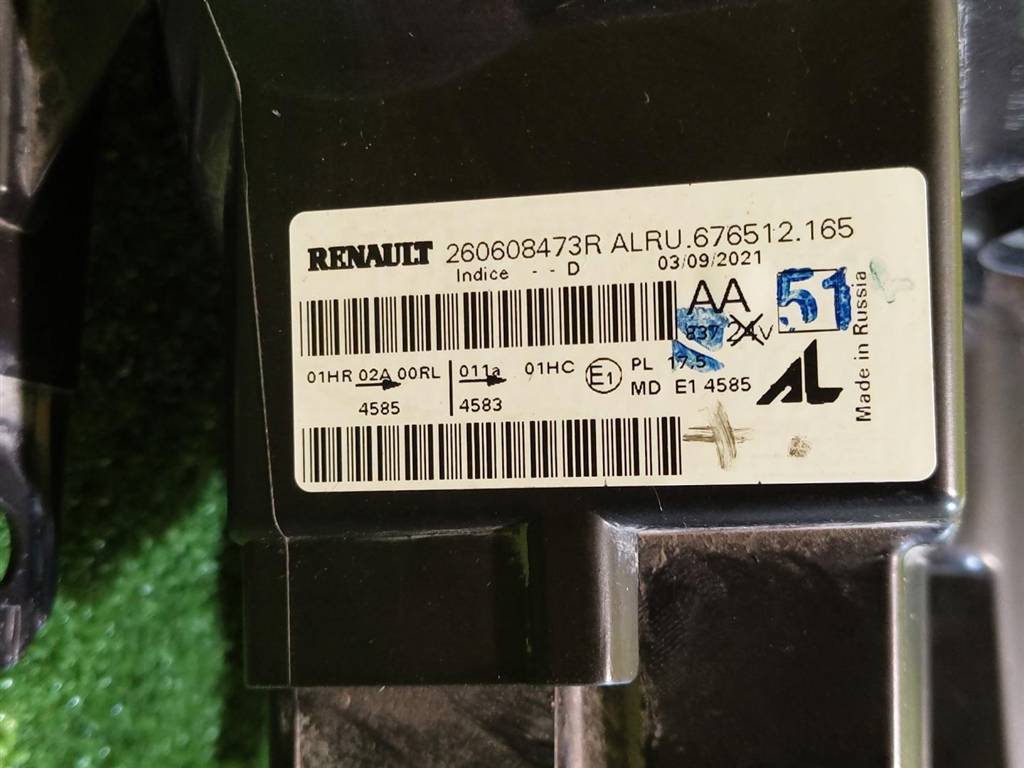 RENAULT 260608473R ALRU.676512.165
Indice -- D 03/09/2021
AA 51
837 24V
01HR 02A 00RL 011a 01HC E1 PL 17.5
4585 4583 MD E1 4585
AL
Made in Russia